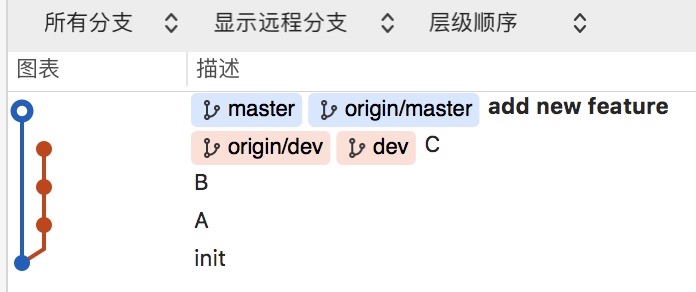 所有分支 显示远程分支 层级顺序
图表 描述
master origin/master add new feature
origin/dev dev C
B
A
init